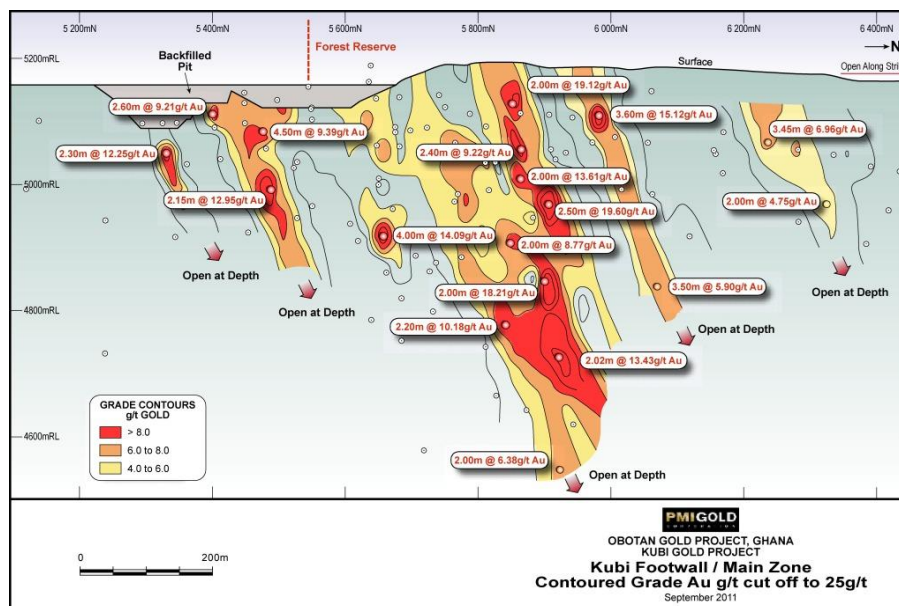 5 200mN
5 400mN
5 600mN
5 800mN
6 000mN
6 200mN
6 400mN
Forest Reserve
N
Backfilled
Pit
5200mRL
Surface
Open Along Stri
2.00m @ 19.12g/t Au
2.60m @ 9.21g/t Au
3.60m @ 15.12g/t Au
4.50m @ 9.39g/t Au
3.45m @ 6.96g/t Au
2.30m @ 12.25g/t Au
2.40m @ 9.22g/t Au
2.00m @ 13.61g/t Au
5000mRL
2.15m @ 12.95g/t Au
2.00m @ 4.75g/t Au
2.50m @ 19.60g/t Au
4.00m @ 14.09g/t Au
2.00m @ 8.77g/t Au
Open at Depth
Open at Depth
2.00m @ 18.21g/t Au
3.50m @ 5.90g/t Au
4800mRL
Open at Depth
2.20m @ 10.18g/t Au
Open at Depth
2.02m @ 13.43g/t Au
GRADE CONTOURS
g/t GOLD
> 8.0
6.0 to 8.0
4.0 to 6.0
4600mRL
2.00m @ 6.38g/t Au
Open at Depth
PMIGOLD
OBOTAN GOLD PROJECT, GHANA
KUBI GOLD PROJECT
Kubi Footwall / Main Zone
Contoured Grade Au g/t cut off to 25g/t
September 2011
0
200m